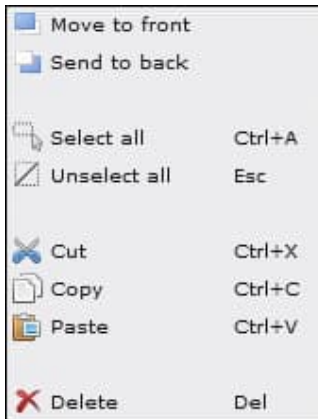 Move to front
Send to back
Select all Ctrl+A
Unselect all Esc
Cut Ctrl+X
Copy Ctrl+C
Paste Ctrl+V
Delete Del